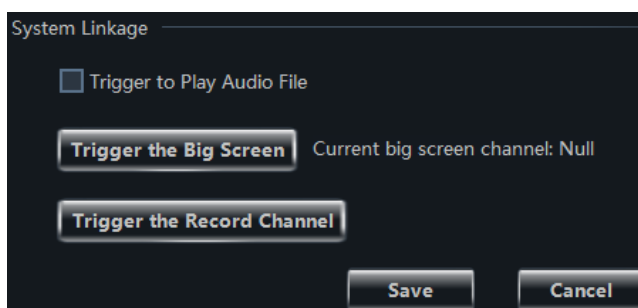 System Linkage
Trigger to Play Audio File
Trigger the Big Screen Current big screen channel: Null
Trigger the Record Channel
Save Cancel